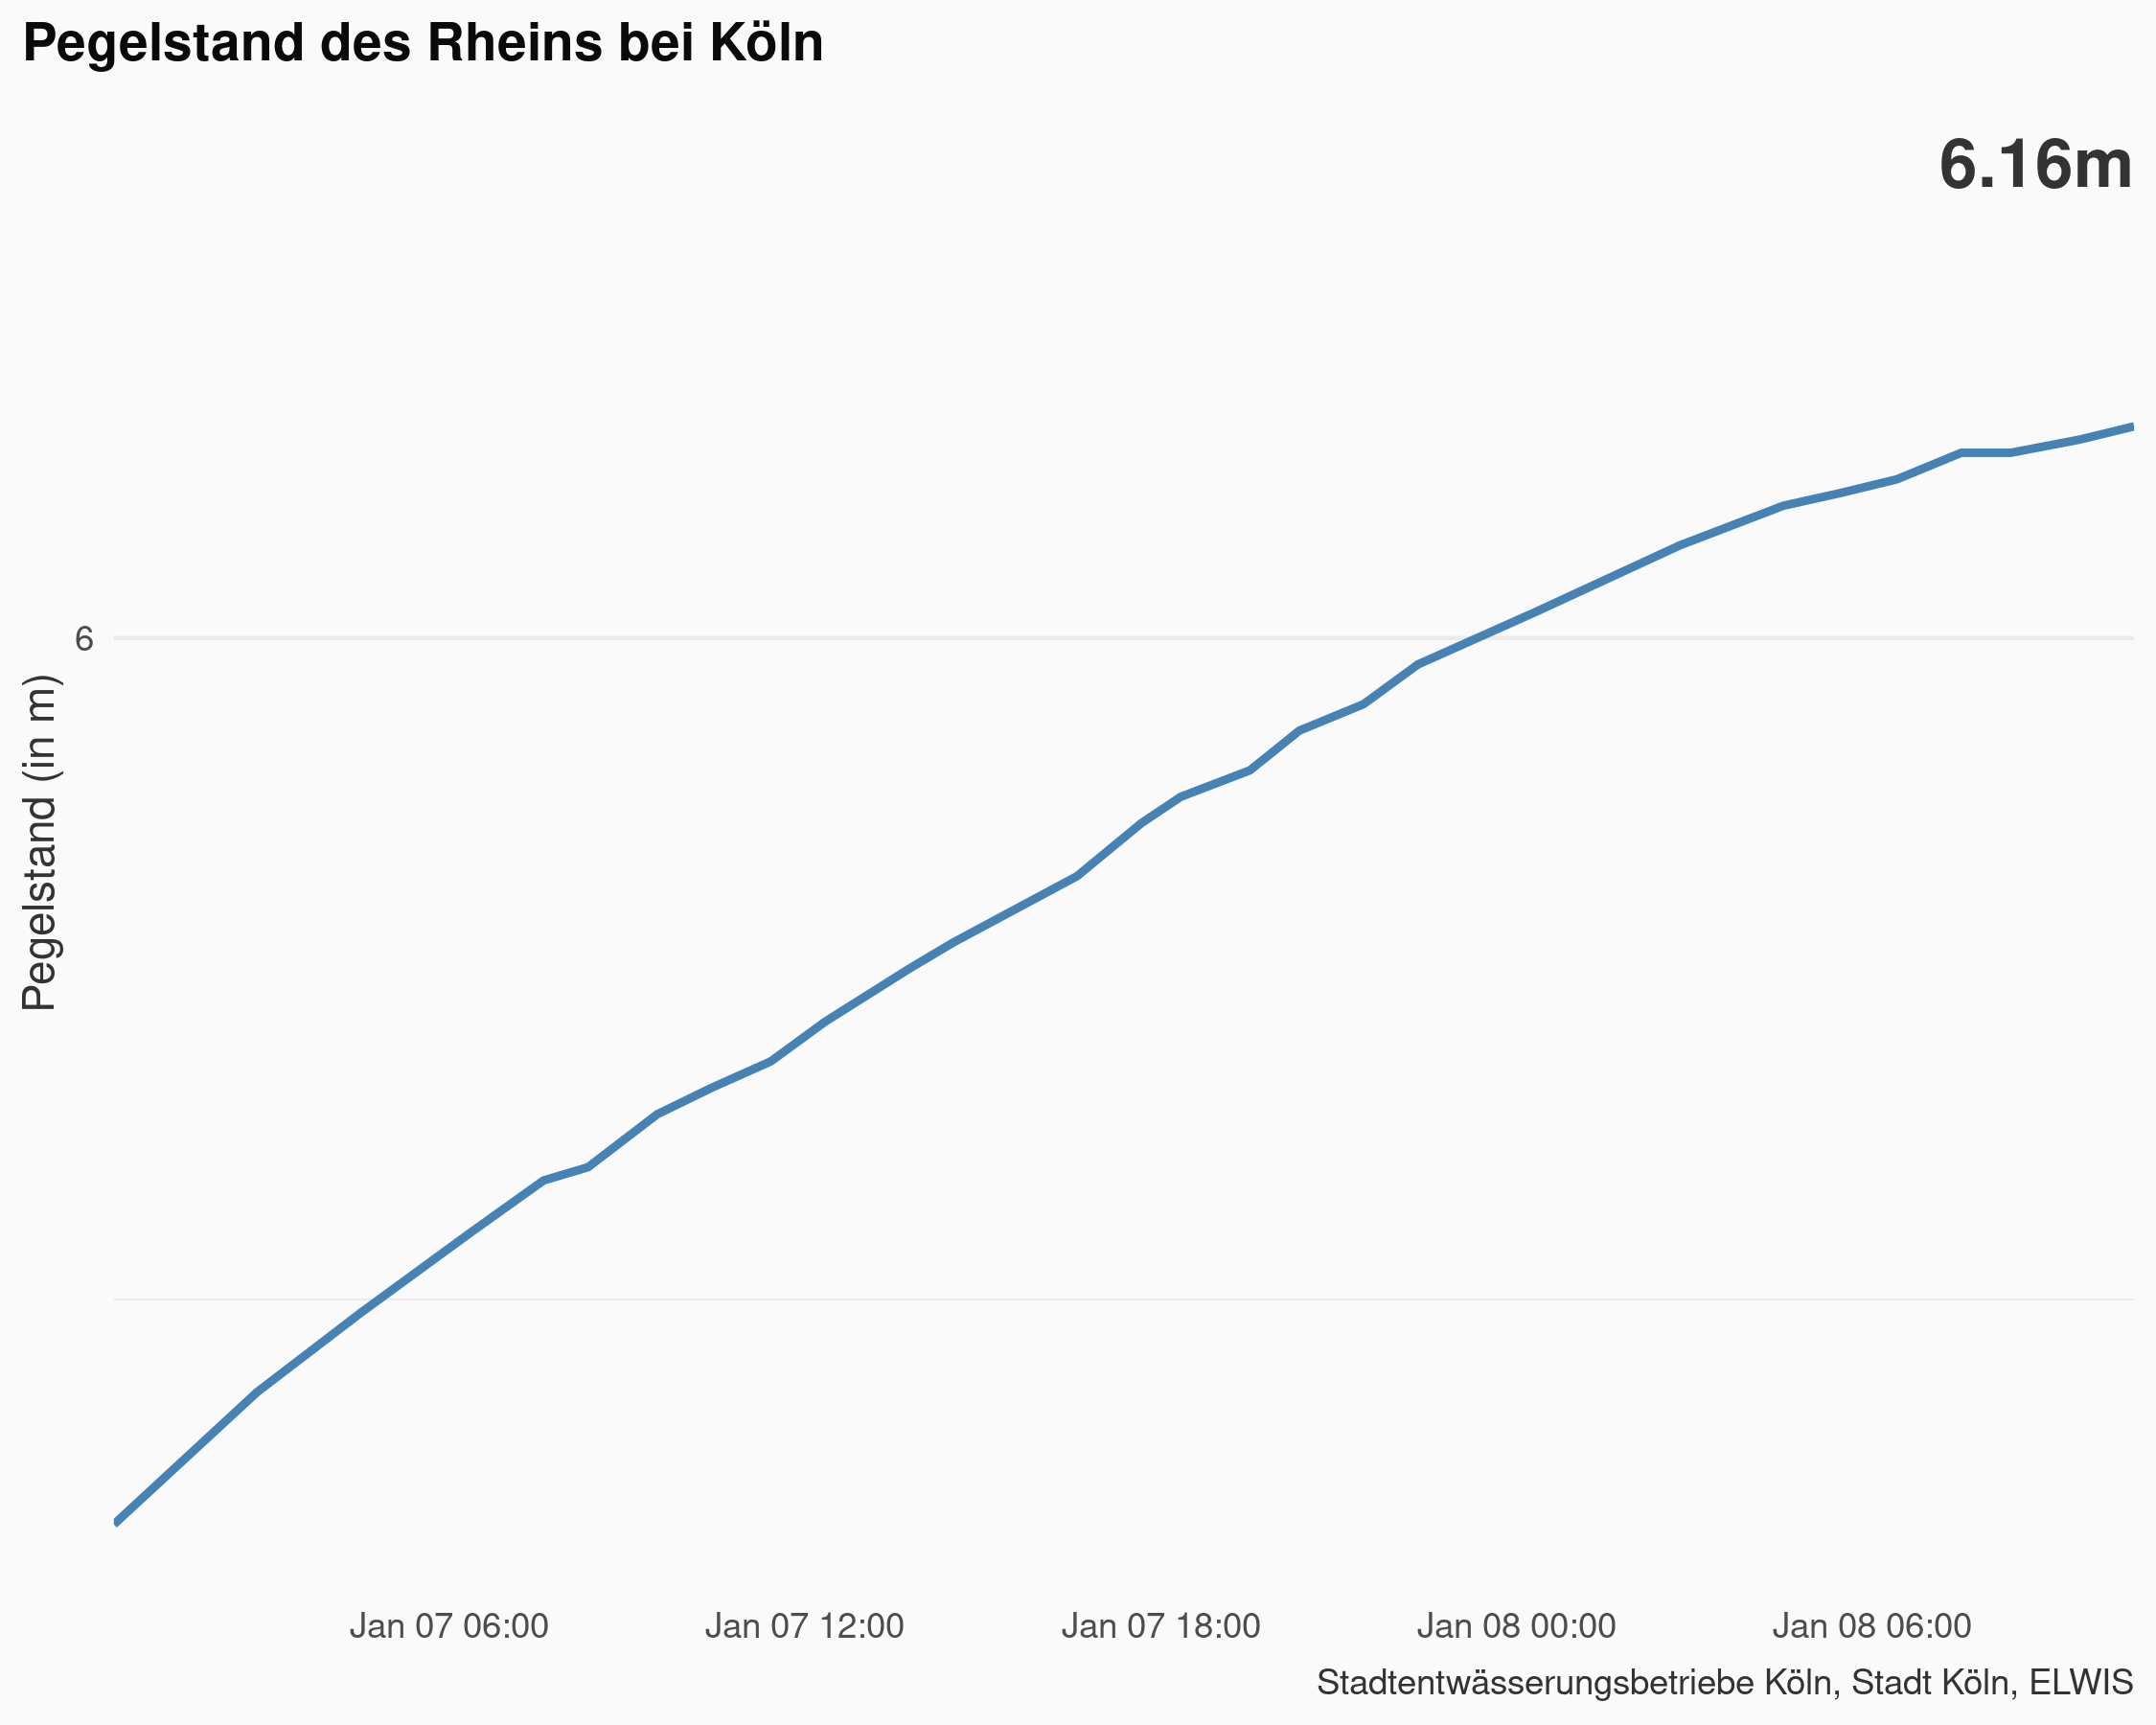 Pegelstand des Rheins bei Köln
6.16m
6
Pegelstand (in m)
Jan 07 06:00
Jan 07 12:00
Jan 07 18:00
Jan 08 00:00
Jan 08 06:00
Stadtentwässerungsbetriebe Köln, Stadt Köln, ELWIS